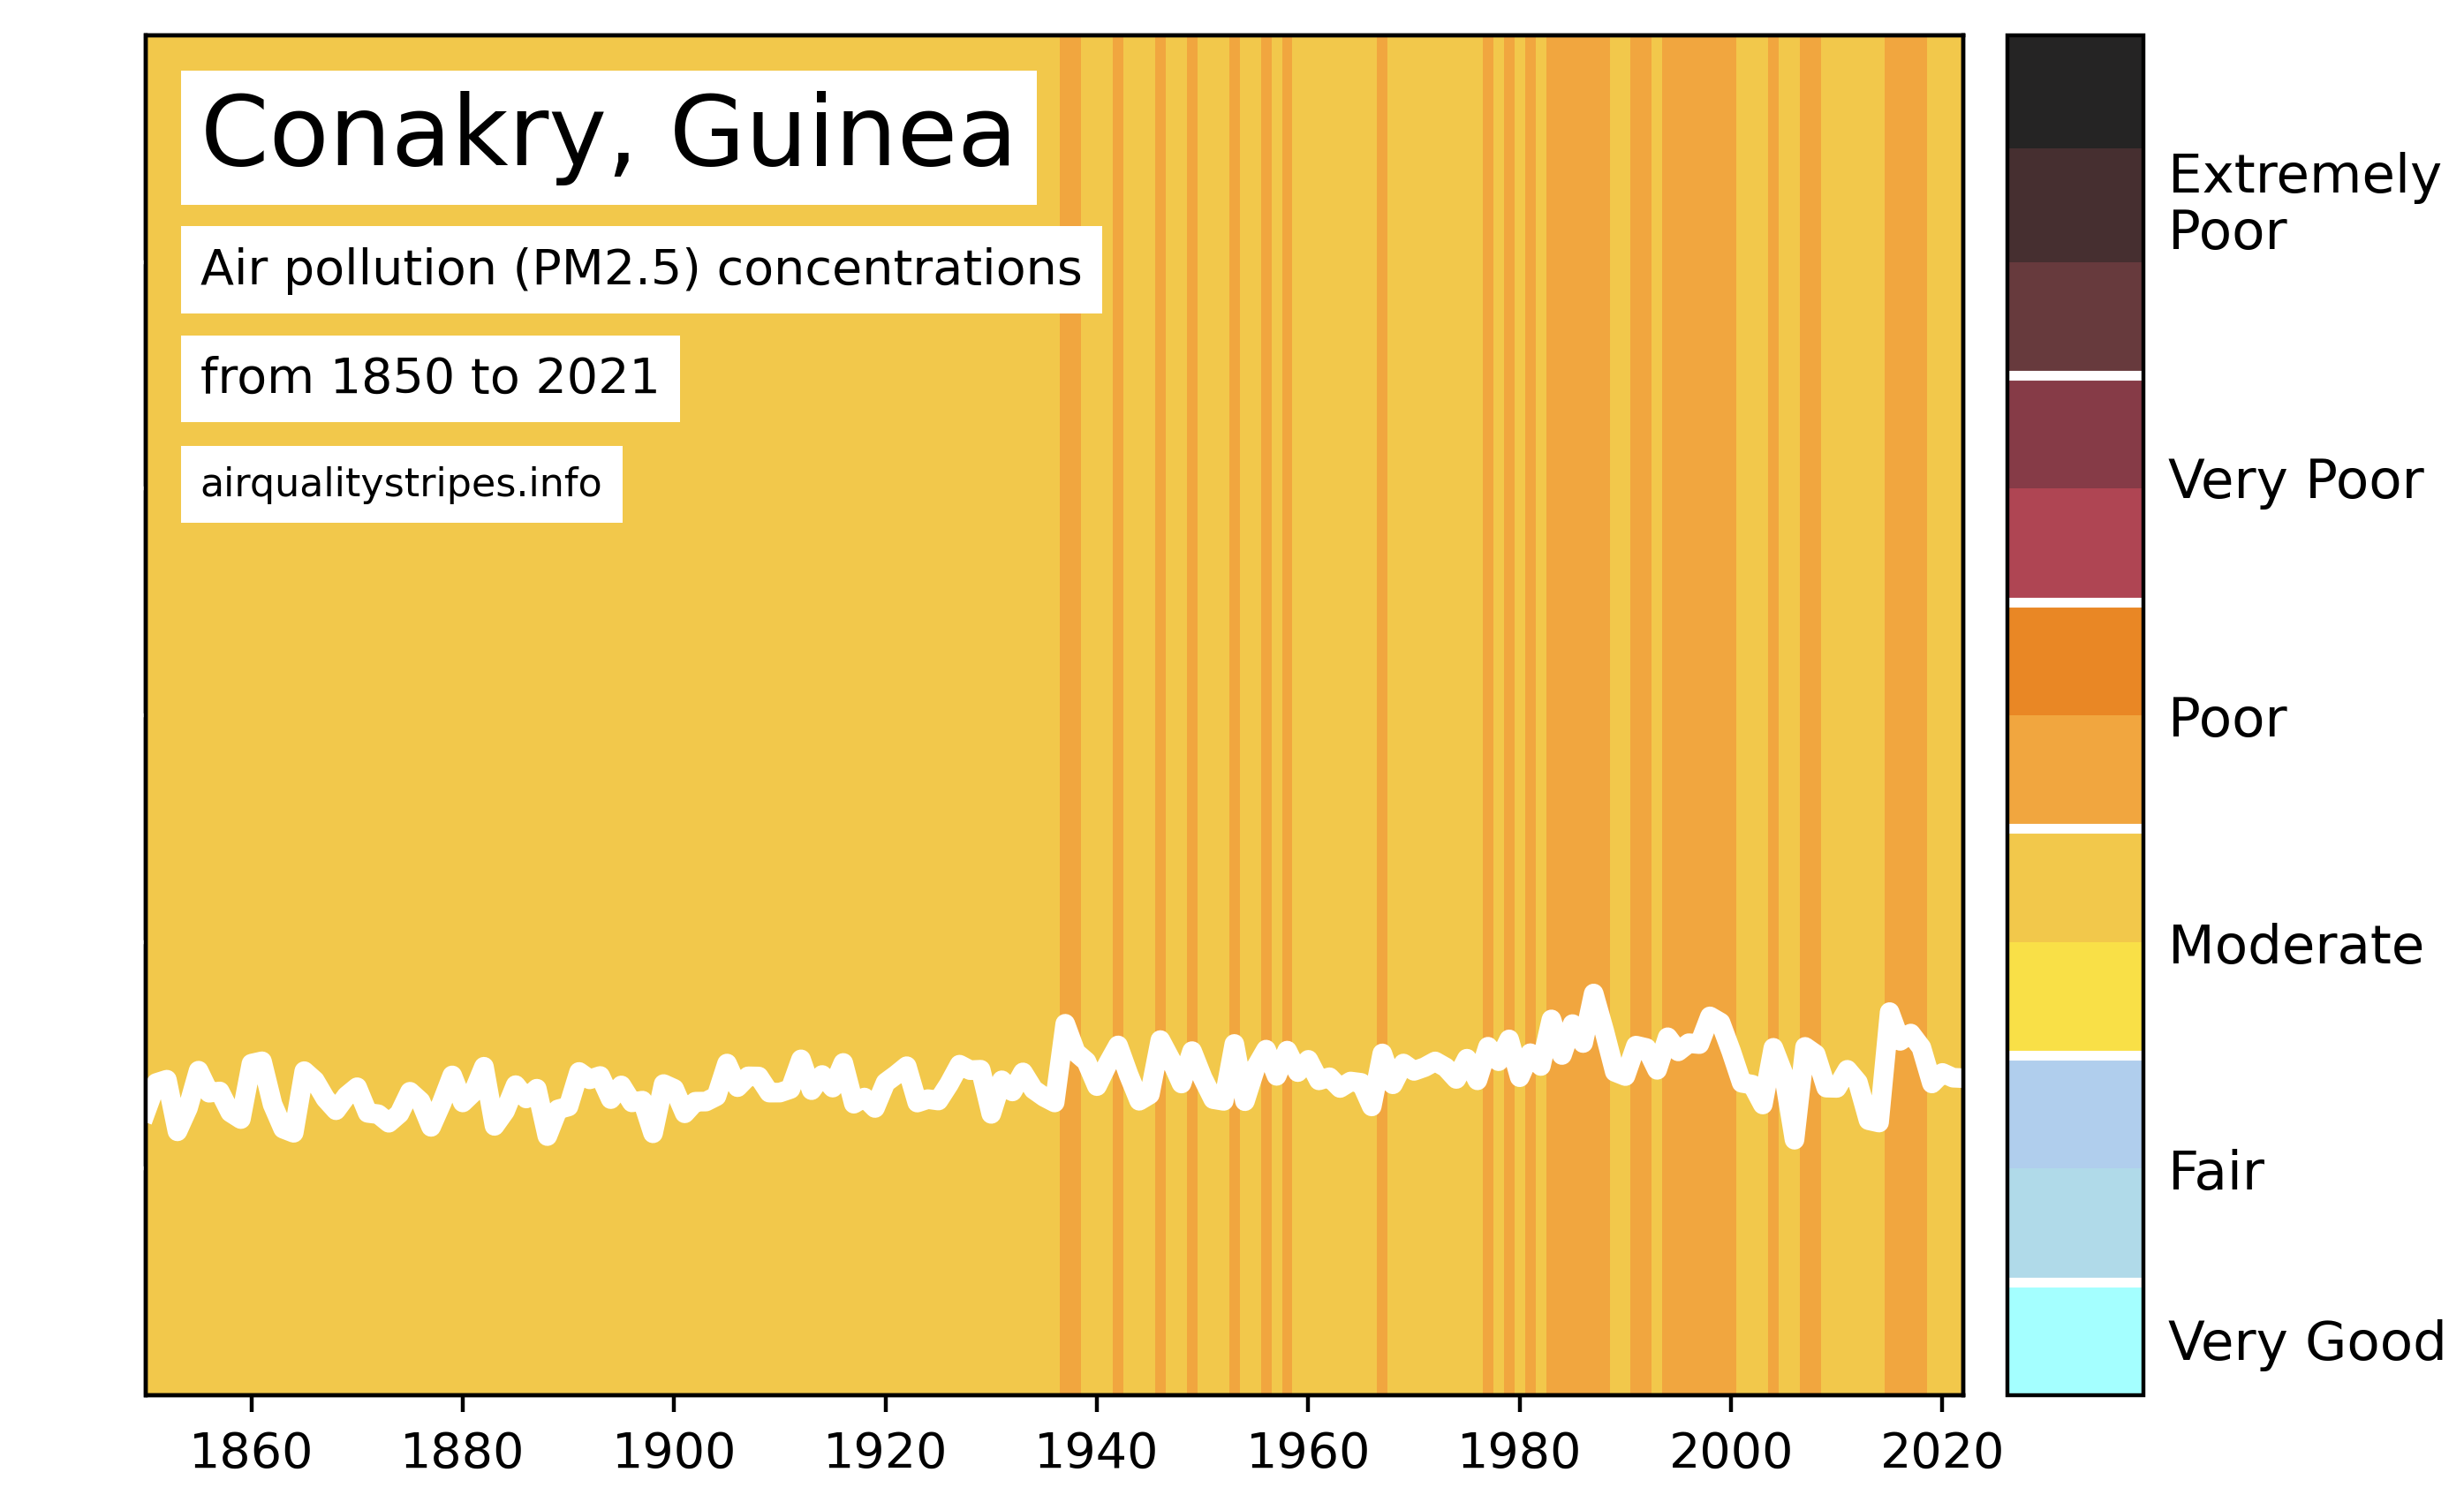 Conakry, Guinea
Air pollution (PM2.5) concentrations
from 1850 to 2021
airqualitystripes.info
Extremely
Poor
Very Poor
Poor
Moderate
Fair
Very Good
1860 1880 1900 1920 1940 1960 1980 2000 2020